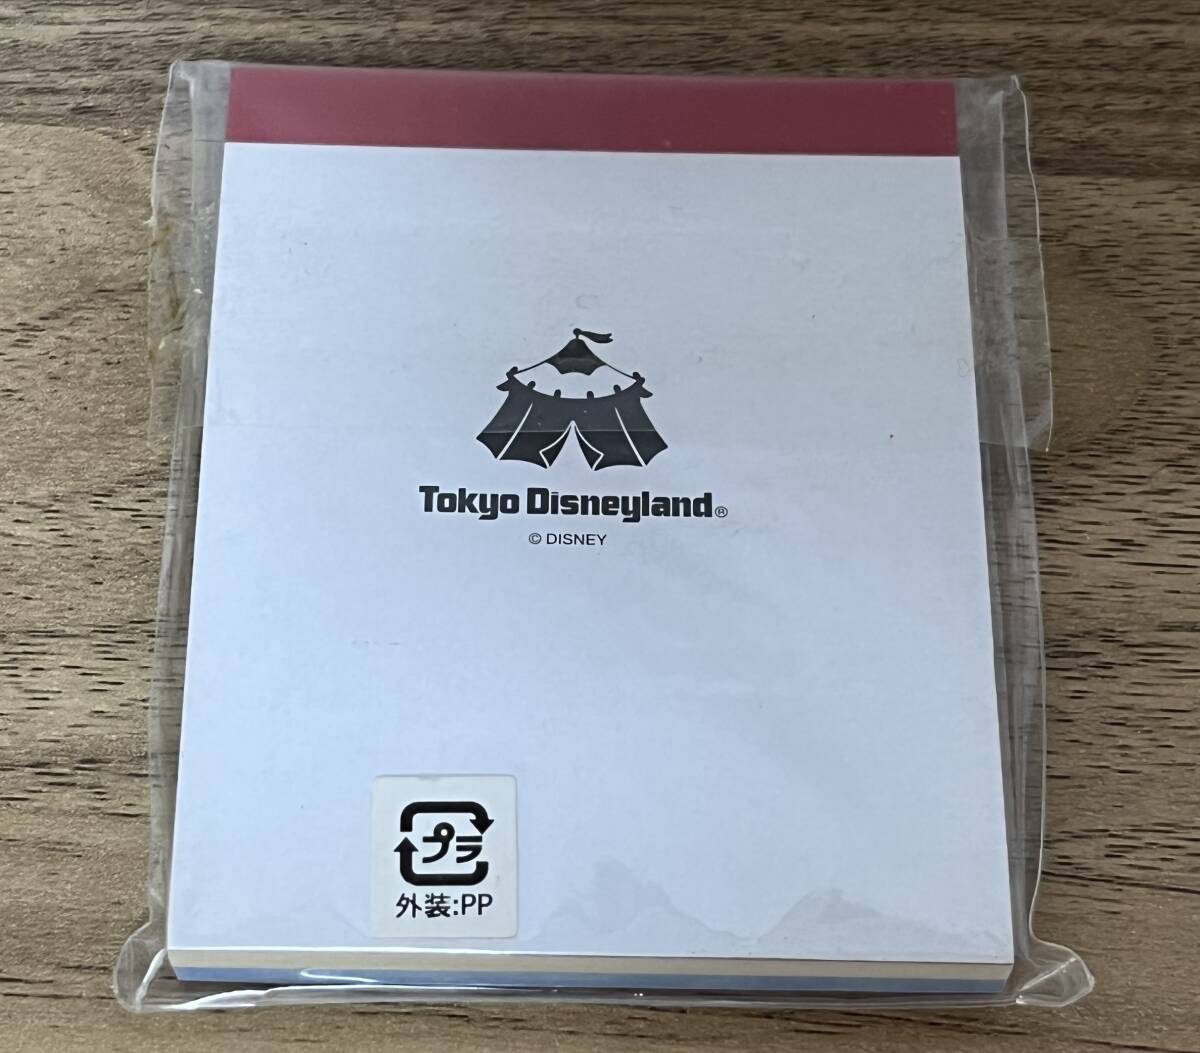 Tokyo Disneyland®
© DISNEY
プラ
外装:PP